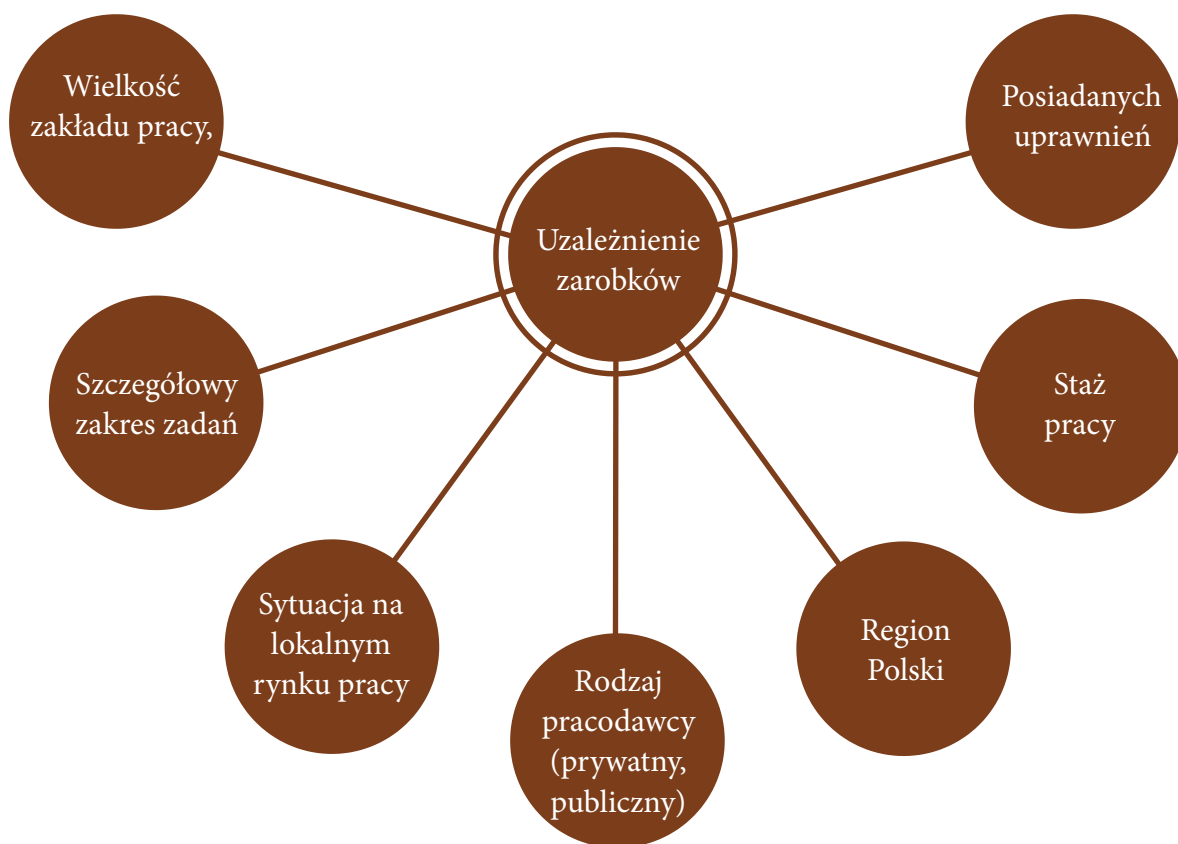 Wielkość
zakładu pracy,
Posiadanych
uprawnień
Uzależnienie
zarobków
Szczegółowy
zakres zadań
Staż
pracy
Sytuacja na
lokalnym
rynku pracy
Region
Polski
Rodzaj
pracodawcy
(prywatny,
publiczny)